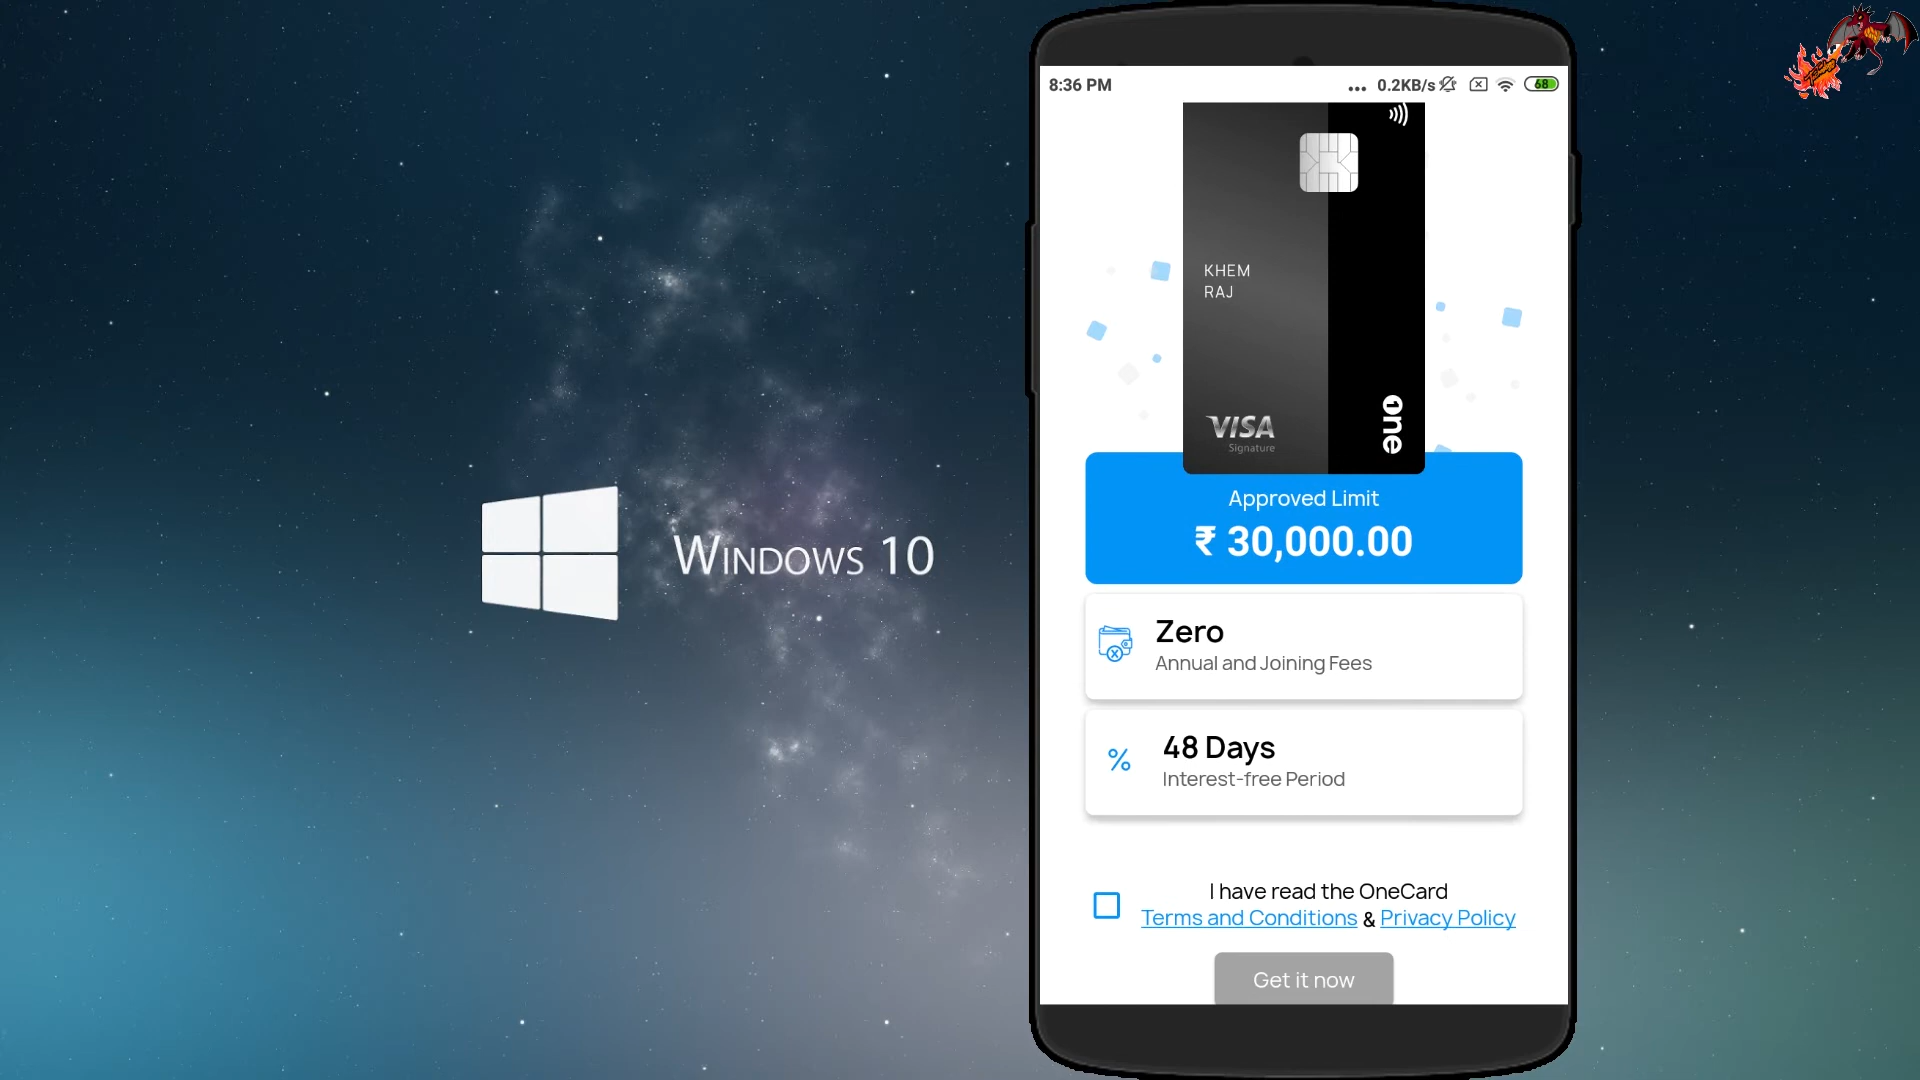 WINDOWS 10
8:36 PM
... 0.2KB/s
68
KHEM
RAJ
VISA
Signature
one
Approved Limit
₹ 30,000.00
Zero
Annual and Joining Fees
48 Days
Interest-free Period
I have read the OneCard
Terms and Conditions & Privacy Policy
Get it now